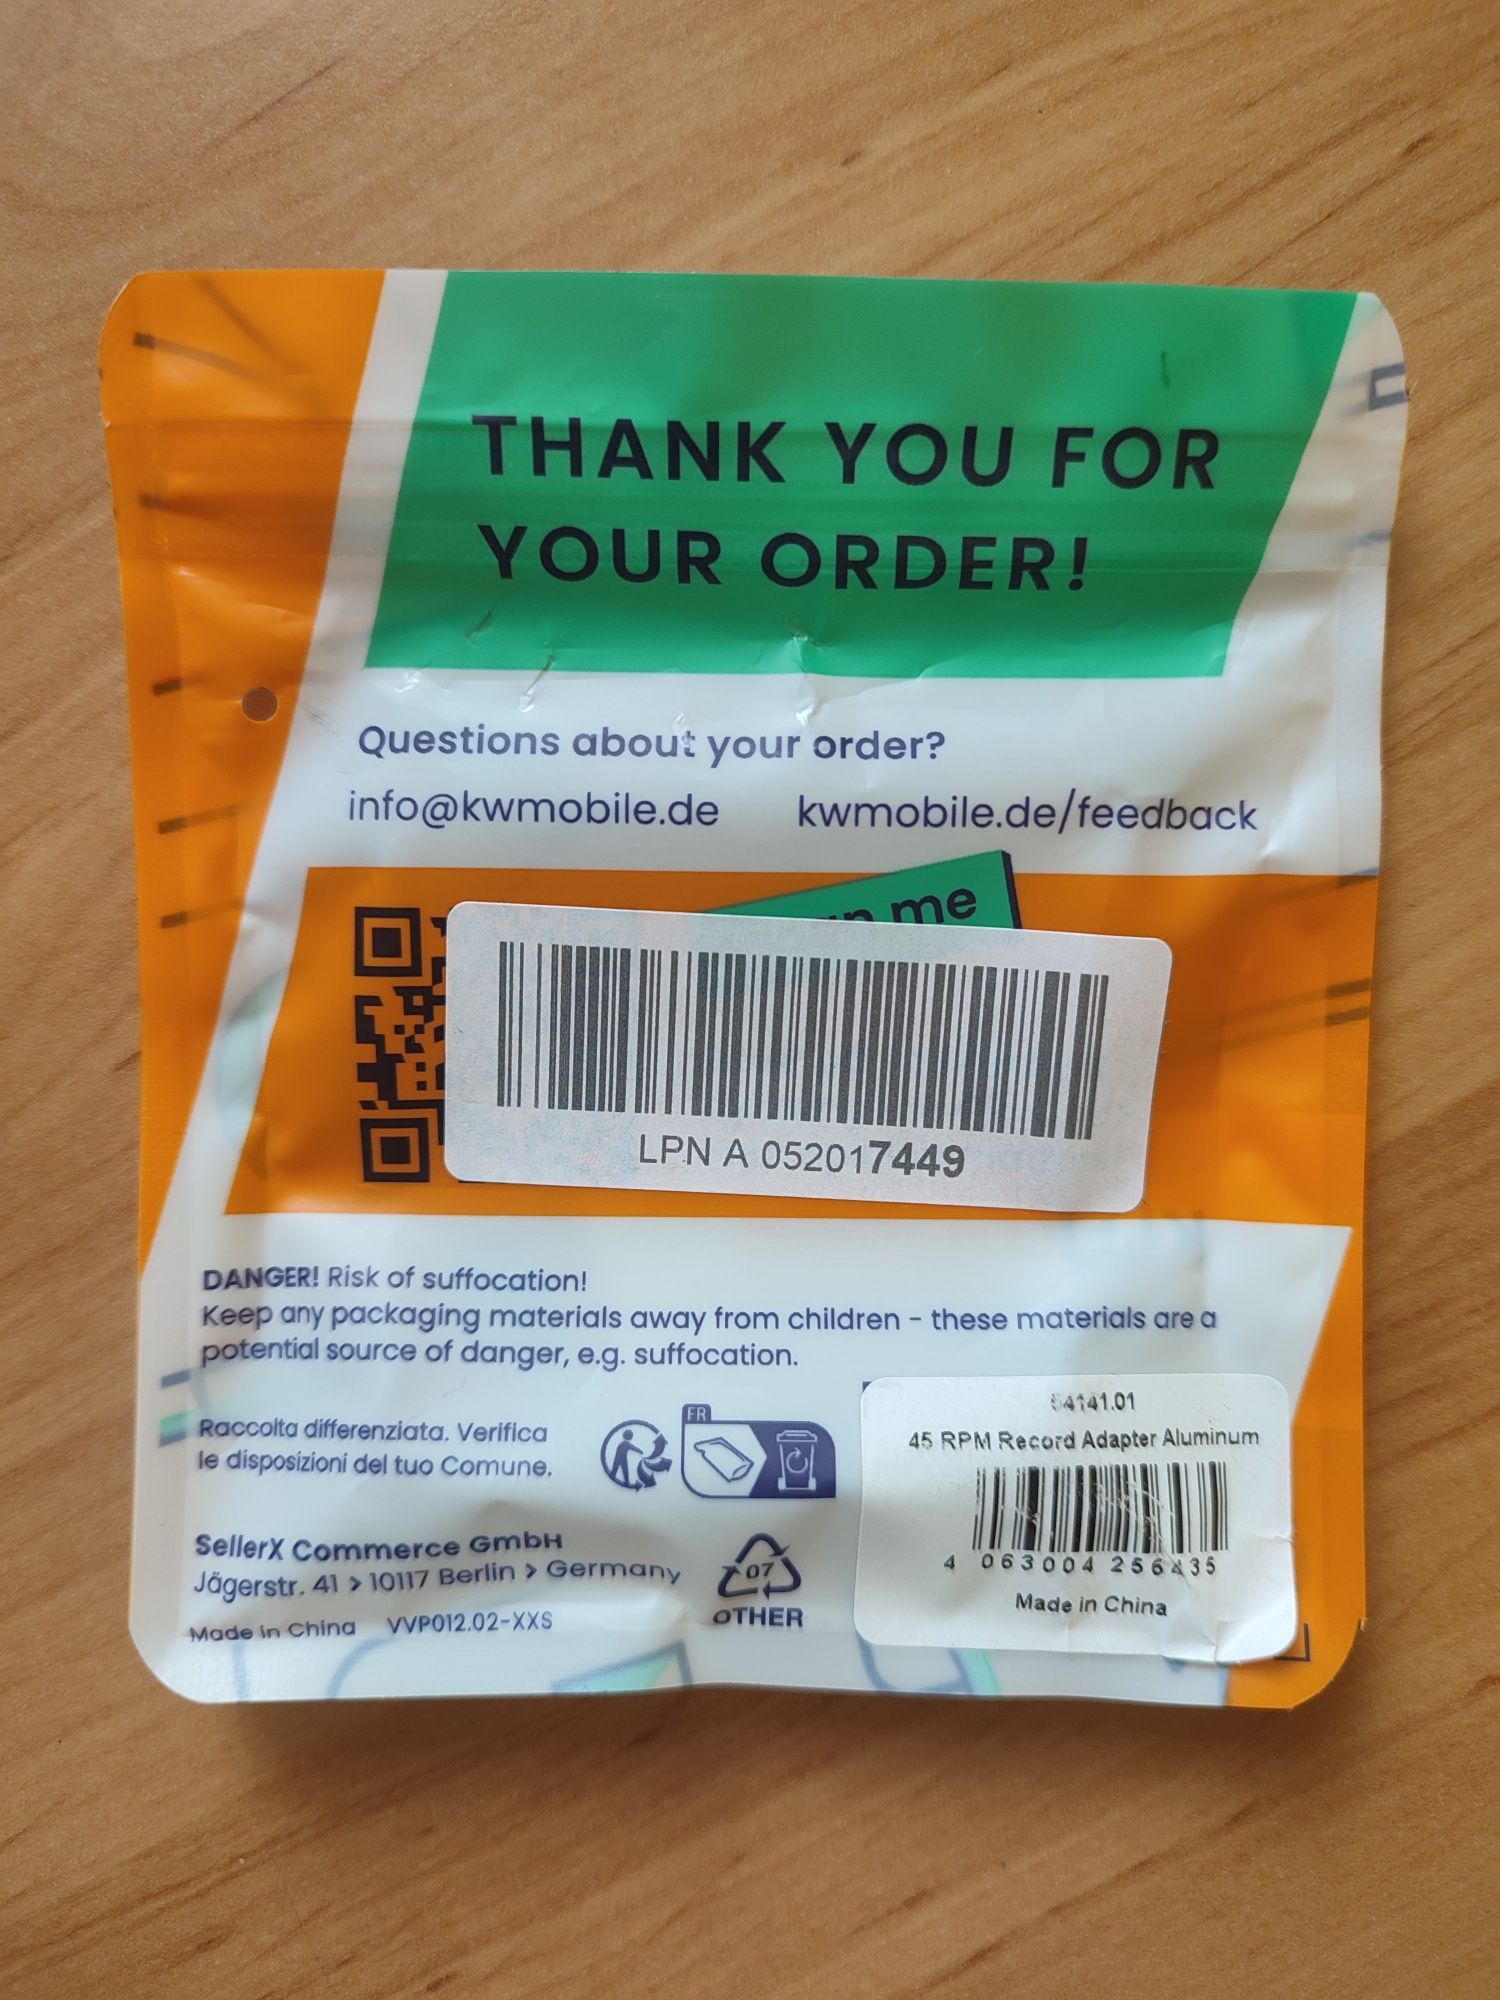 THANK YOU FOR
YOUR ORDER!
Questions about your order?
info@kwmobile.de kwmobile.de/feedback
me
LPN A 052017449
DANGER! Risk of suffocation!
Keep any packaging materials away from children - these materials are a
potential source of danger, e.g. suffocation.
Raccolta differenziata. Verifica
le disposizioni del tuo Comune.
FR
SellerX Commerce GmbH
Jägerstr. 41 > 10117 Berlin > Germany
Made in China VVP012.02-XXS
07
OTHER
54141.01
45 RPM Record Adapter Aluminum
4 063004 256435
Made in China